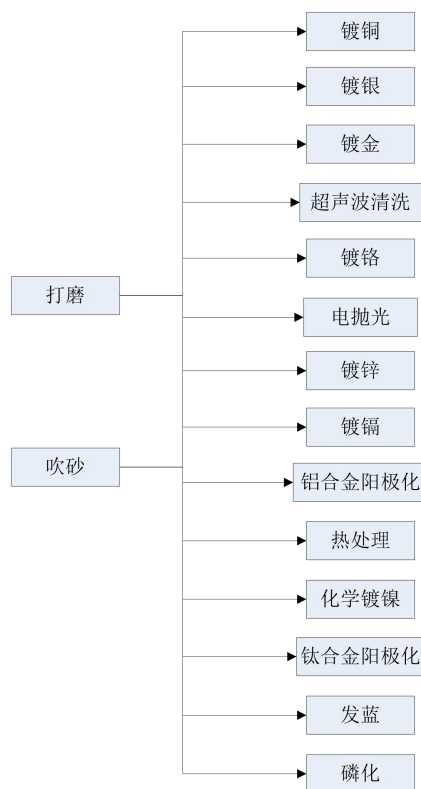 镀铜
镀银
镀金
超声波清洗
镀铬
打磨
电抛光
镀锌
镀镉
吹砂
铝合金阳极化
热处理
化学镀镍
钛合金阳极化
发蓝
磷化